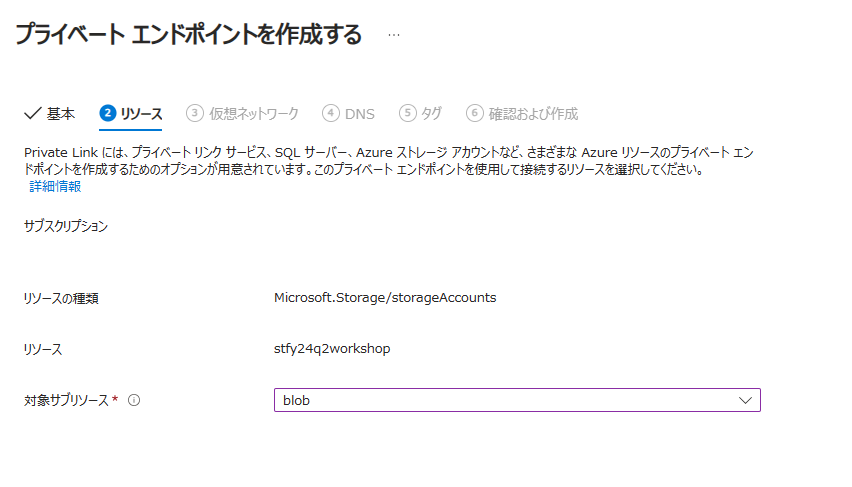 プライベート エンドポイントを作成する ...
基本 2 リソース 3 仮想ネットワーク 4 DNS 5 タグ 6 確認および作成
Private Link には、プライベート リンク サービス、SQL サーバー、Azure ストレージ アカウントなど、さまざまな Azure リソースのプライベート エン
ドポイントを作成するためのオプションが用意されています。このプライベート エンドポイントを使用して接続するリソースを選択してください。
詳細情報
サブスクリプション
リソースの種類 Microsoft.Storage/storageAccounts
リソース stfy24q2workshop
対象サブリソース * blob